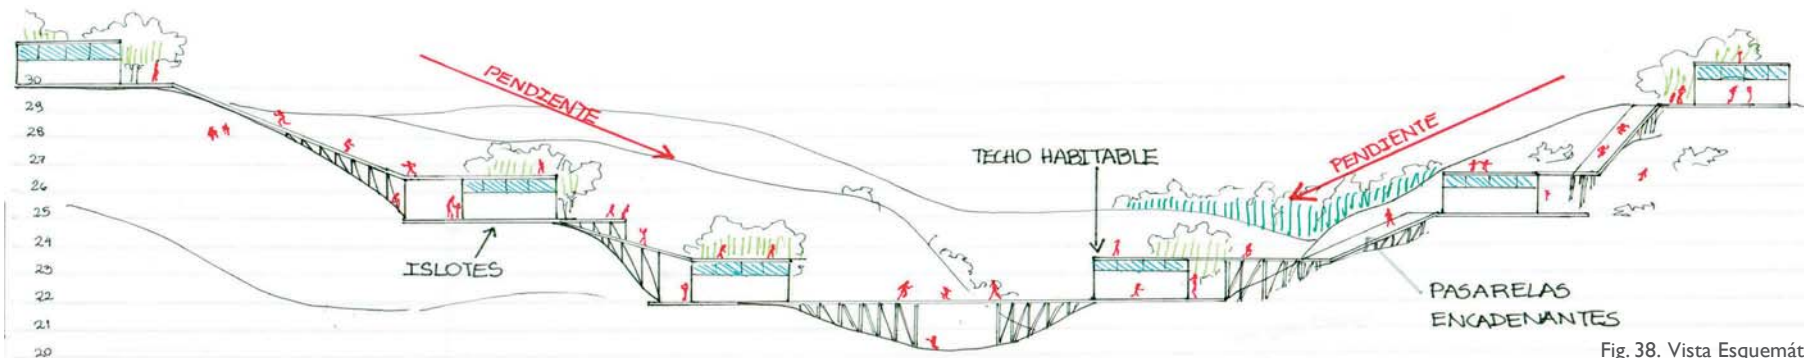 30
29
28
27
26
25
24
23
22
21
20
PENDIENTE
ISLOTES
TECHO HABITABLE
PENDIENTE
PASARELAS
ENCADENANTES
Fig. 38. Vista Esquemát